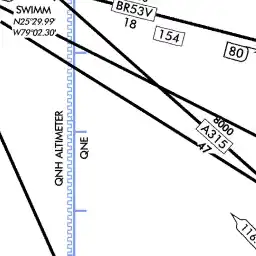 SWIMM
N25°29.99'
W79°02.30'
BR53V
18
154
80
8000
A315
47
QNH ALTIMETER
QNE